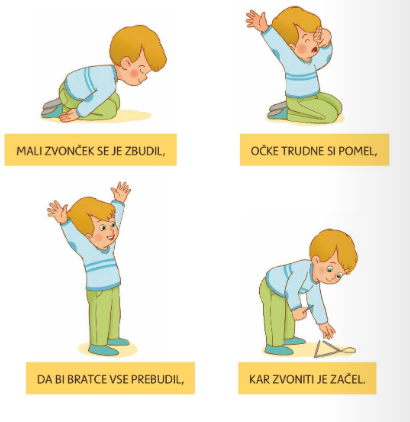 MALI ZVONČEK SE JE ZBUDIL,
OČKE TRUDNE SI POMEL,
DA BI BRATCE VSE PREBUDIL,
KAR ZVONITI JE ZAČEL.